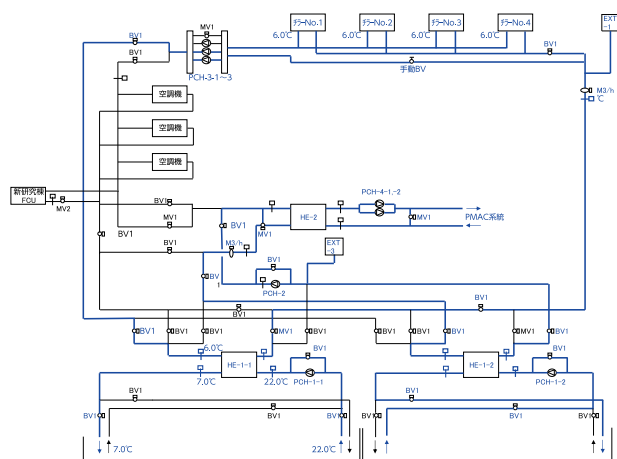 MV1
BV1
BV1
PCH-3-1～3
ﾁﾗｰNo.1
ﾁﾗｰNo.2
ﾁﾗｰNo.3
ﾁﾗｰNo.4
6.0℃
6.0℃
6.0℃
6.0℃
BV1
手動BV
EXT
-1
M3/h
℃
空調機
空調機
空調機
新研究棟
FCU
MV2
BV1
MV1
BV1
BV1
BV1
MV1
HE-2
PCH-4-1,-2
MV1
PMAC系統
M3/h
EXT
-3
BV
1
BV1
PCH-2
BV1
BV1
BV1
BV1
BV1
MV1
BV1
BV1
BV1
BV1
MV1
BV1
6.0℃
7.0℃
HE-1-1
22.0℃
BV1
PCH-1-1
HE-1-2
BV1
PCH-1-2
BV1
BV1
BV1
BV1
BV1
BV1
BV1
BV1
7.0℃
22.0℃